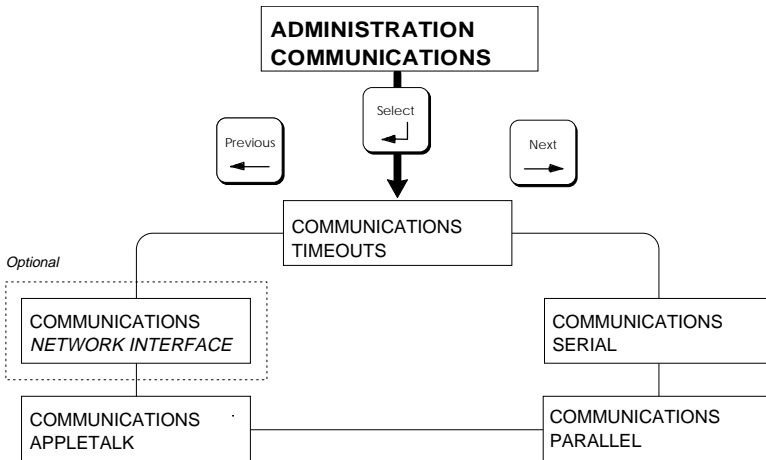 ADMINISTRATION
COMMUNICATIONS
Select
Previous
Next
COMMUNICATIONS
TIMEOUTS
Optional
COMMUNICATIONS
NETWORK INTERFACE
COMMUNICATIONS
SERIAL
COMMUNICATIONS
APPLETALK
COMMUNICATIONS
PARALLEL